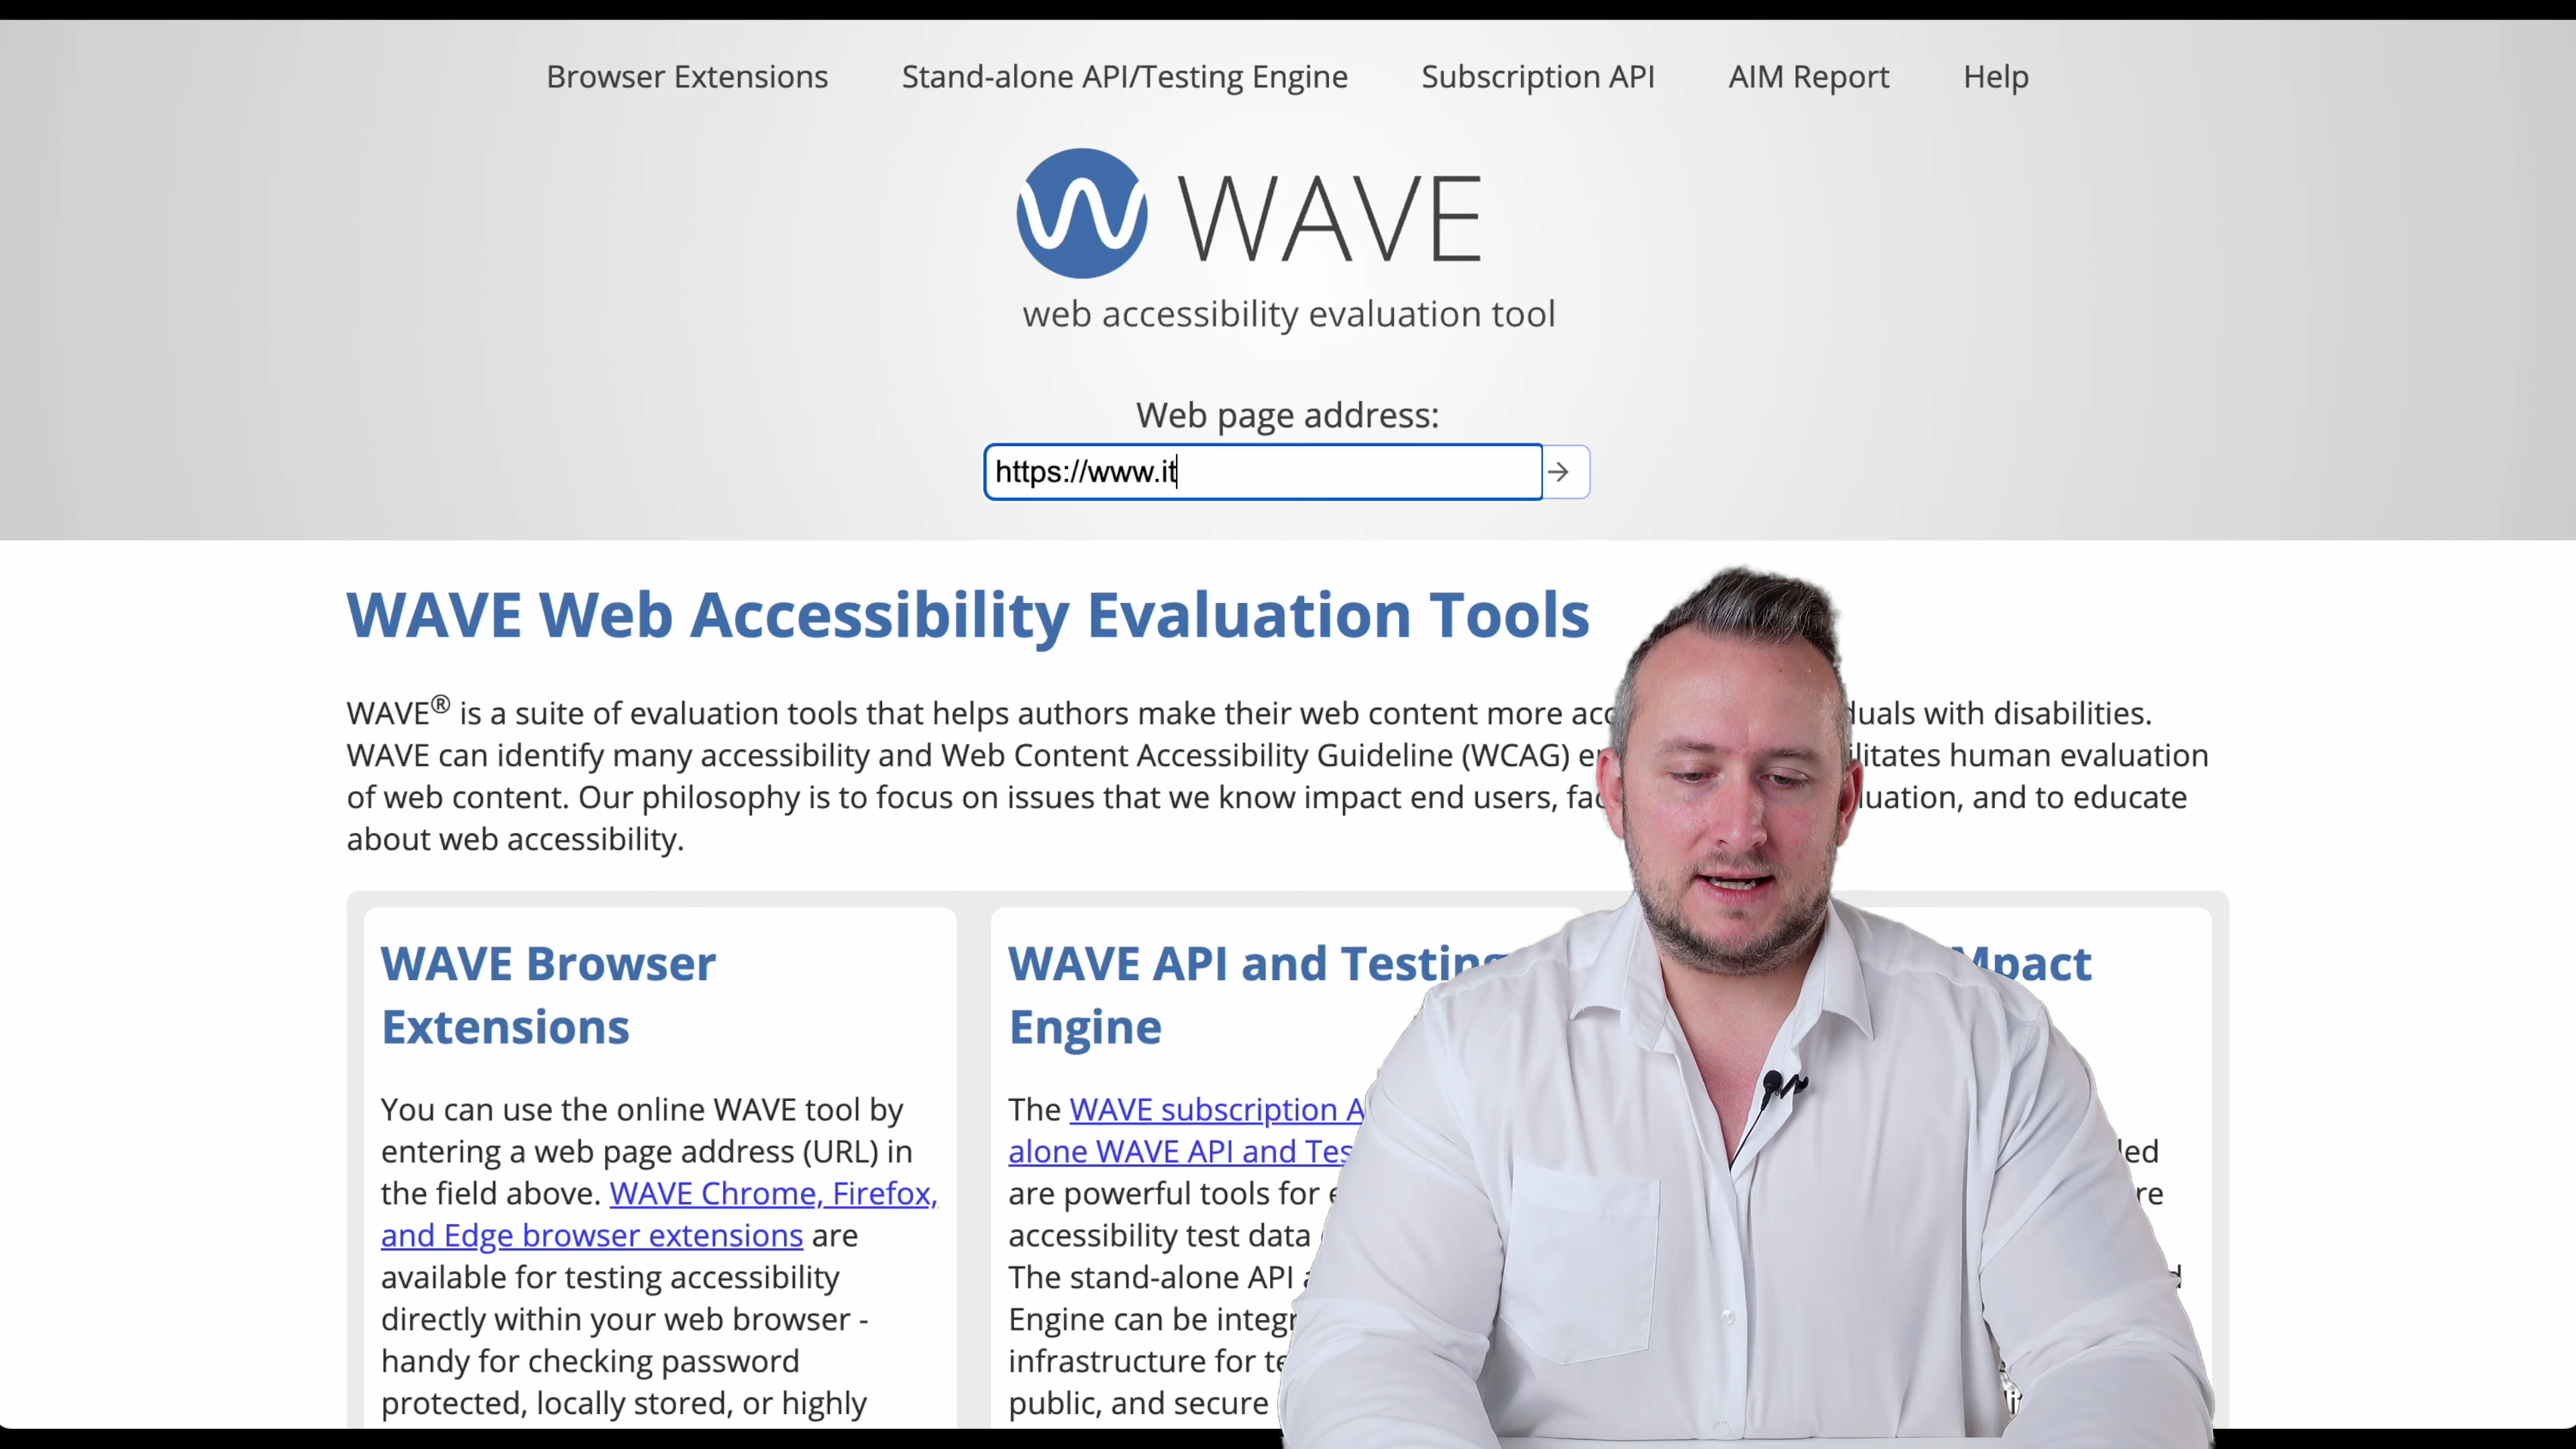 Browser Extensions Stand-alone API/Testing Engine Subscription API AIM Report Help
WAVE
web accessibility evaluation tool
Web page address:
https://www.it
WAVE Web Accessibility Evaluation Tools
WAVE® is a suite of evaluation tools that helps authors make their web content more with disabilities.
WAVE can identify many accessibility and Web Content Accessibility Guideline (WCAG) human evaluation
of web content. Our philosophy is to focus on issues that we know impact end users, and to educate
about web accessibility.
WAVE Browser
Extensions
You can use the online WAVE tool by
entering a web page address (URL) in
the field above. WAVE Chrome, Firefox,
and Edge browser extensions are
available for testing accessibility
directly within your web browser -
handy for checking password
protected, locally stored, or highly
WAVE API and Testing
Engine
The WAVE subscription
alone WAVE API and
are powerful tools for
accessibility test data
The stand-alone API
Engine can be
infrastructure for
public, and secure